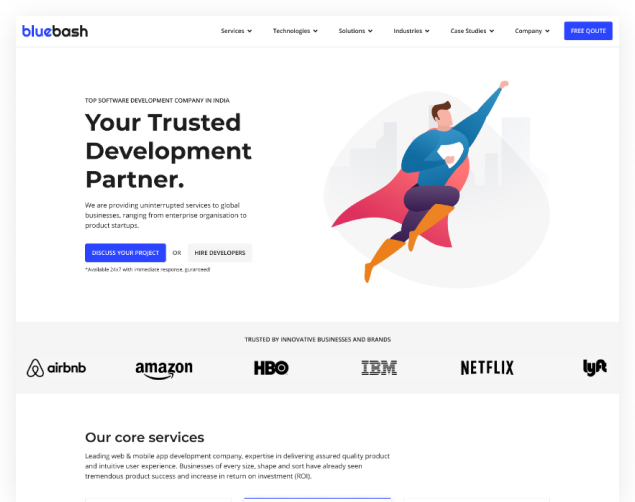 bluebash
Services
Technologies
Solutions
Industries
Case Studies
Company
FREE QOUTE
TOP SOFTWARE DEVELOPMENT COMPANY IN INDIA
Your Trusted
Development
Partner.
We are providing uninterrupted services to global
businesses, ranging from enterprise organisation to
product startups.
DISCUSS YOUR PROJECT
OR
HIRE DEVELOPERS
*Available 24x7 with immediate response, guranteed!
TRUSTED BY INNOVATIVE BUSINESSES AND BRANDS
airbnb
amazon
HBO
IBM
NETFLIX
lyft
Our core services
Leading web & mobile app development company, expertise in delivering assured quality product
and intuitive user experience. Businesses of every size, shape and sort have already seen
tremendous product success and increase in return on investment (ROI).